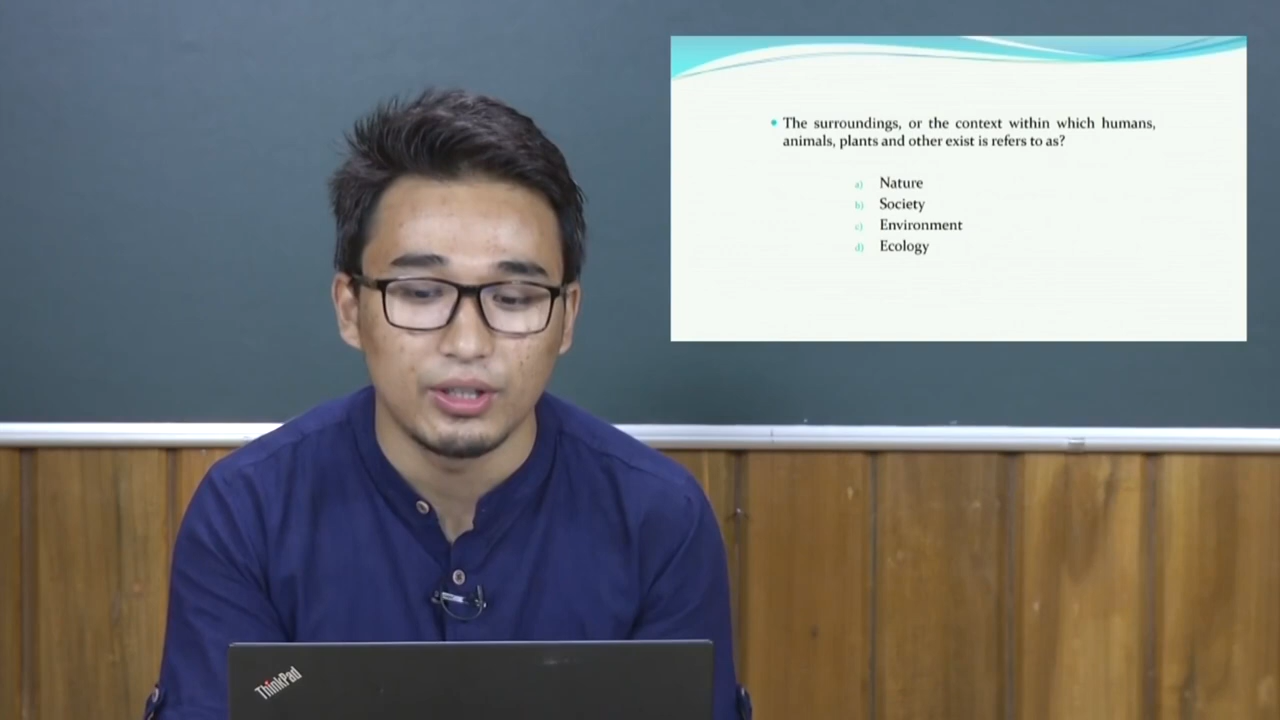 The surroundings, or the context within which humans,
animals, plants and other exist is refers to as?
a) Nature
b) Society
c) Environment
d) Ecology
ThinkPad